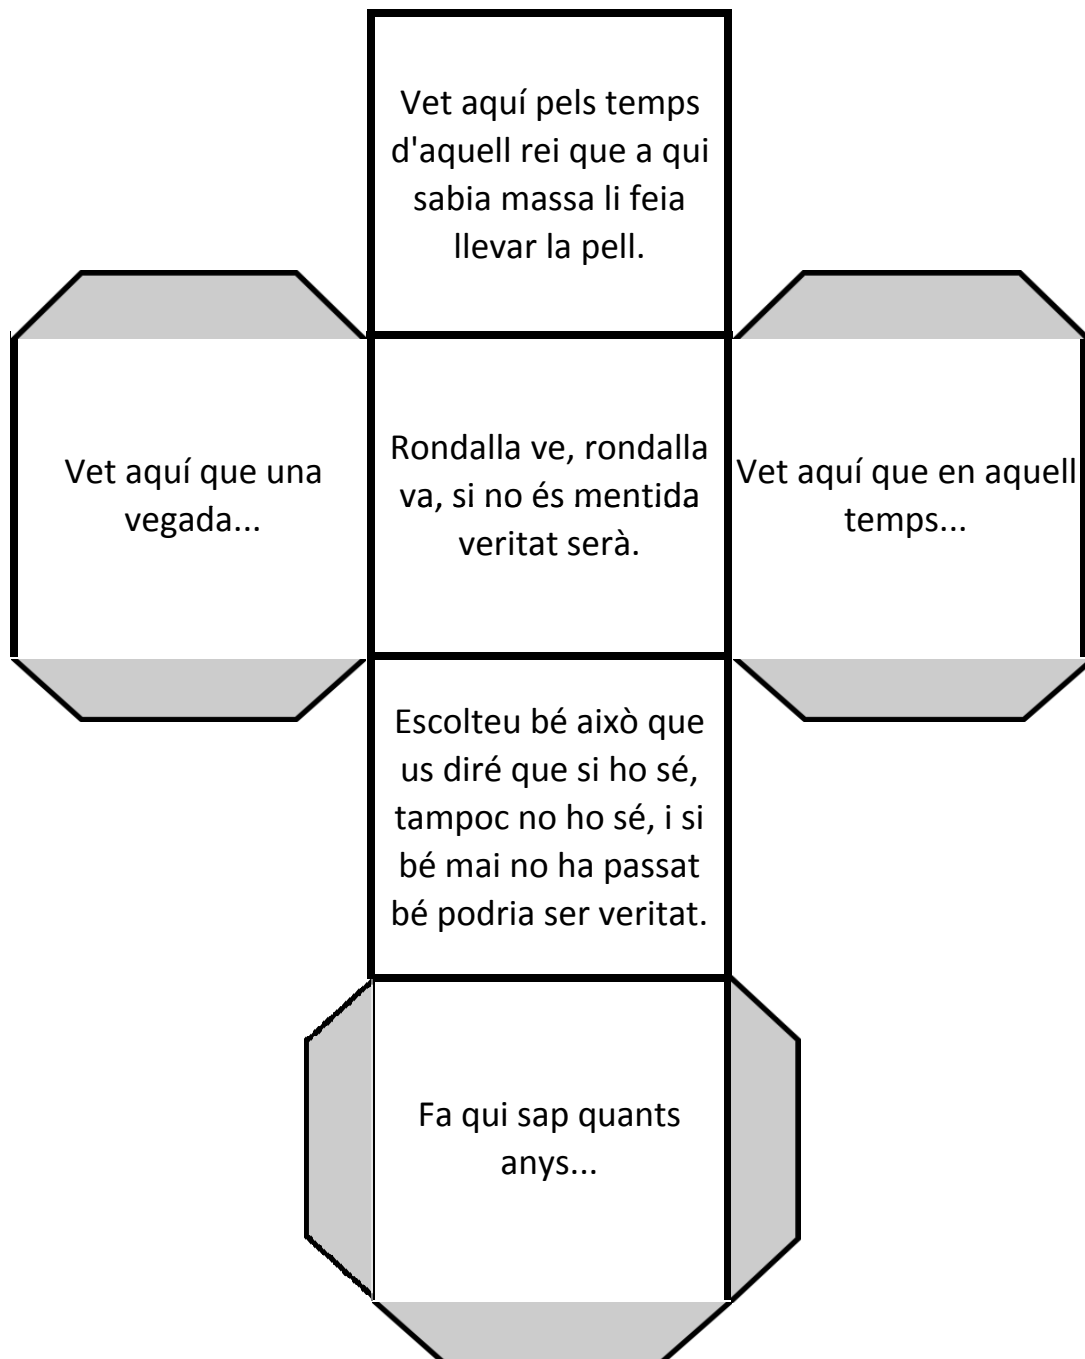 Vet aquí pels temps
d'aquell rei que a qui
sabia massa li feia
llevar la pell.
Vet aquí que una
vegada...
Rondalla ve, rondalla
va, si no és mentida
veritat serà.
Vet aquí que en aquell
temps...
Escolteu bé això que
us diré que si ho sé,
tampoc no ho sé, i si
bé mai no ha passat
bé podria ser veritat.
Fa qui sap quants
anys...